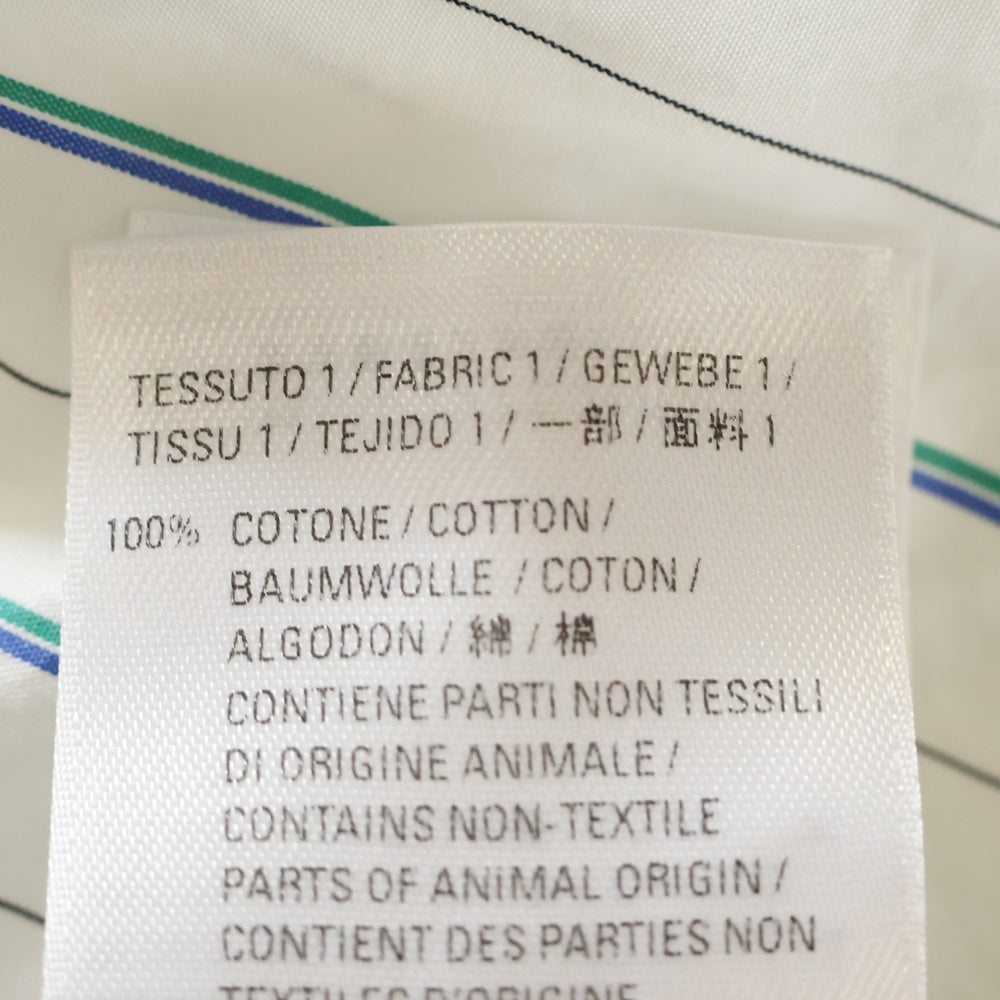 TESSUTO 1 / FABRIC 1 / GEWEBE 1 /
TISSU 1 / TEJIDO 1 / 一部 / 面料 1
100% COTONE / COTTON /
BAUMWOLLE / COTON /
ALGODON / 綿 / 棉
CONTIENE PARTI NON TESSILI
DI ORIGINE ANIMALE /
CONTAINS NON-TEXTILE
PARTS OF ANIMAL ORIGIN /
CONTIENT DES PARTIES NON
TEXTILES D'ORIGINE